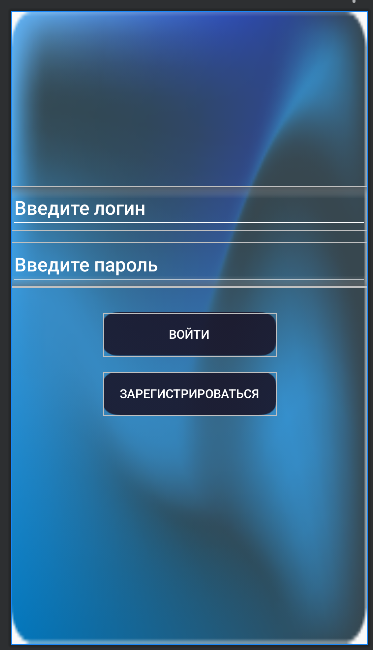 Введите логин
Введите пароль
ВОЙТИ
ЗАРЕГИСТРИРОВАТЬСЯ